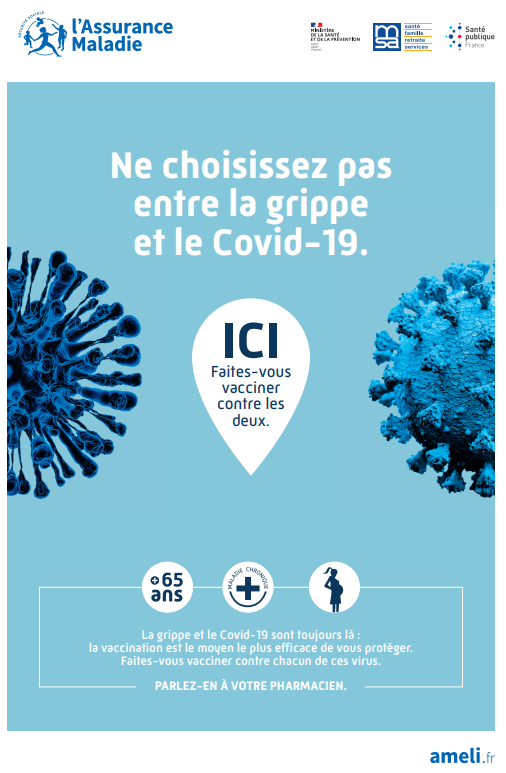 SÉCURITÉ SOCIALE
l'Assurance
Maladie
MINISTÈRE
DE LA SANTÉ
ET DE LA PRÉVENTION
msa
santé
famille
retraite
services
Santé
publique
France
Ne choisissez pas
entre la grippe
et le Covid-19.
ICI
Faites-vous
vacciner
contre les
deux.
+65
ans
MALADIE CHRONIQUE
La grippe et le Covid-19 sont toujours là :
la vaccination est le moyen le plus efficace de vous protéger.
Faites-vous vacciner contre chacun de ces virus.
PARLEZ-EN À VOTRE PHARMACIEN.
ameli.fr